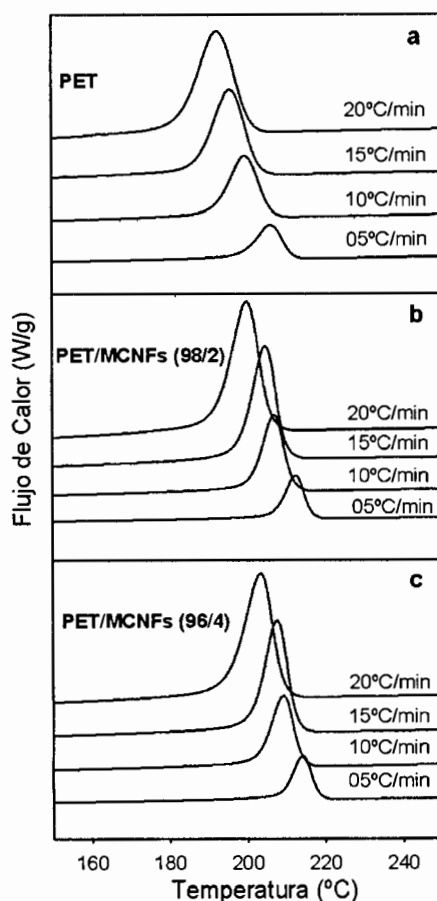 a
PET
20ºC/min
15ºC/min
10ºC/min
05ºC/min
b
PET/MCNFs (98/2)
20ºC/min
15ºC/min
10ºC/min
05ºC/min
c
PET/MCNFs (96/4)
20ºC/min
15ºC/min
10ºC/min
05ºC/min
Flujo de Calor (W/g)
160 180 200 220 240
Temperatura (ºC)